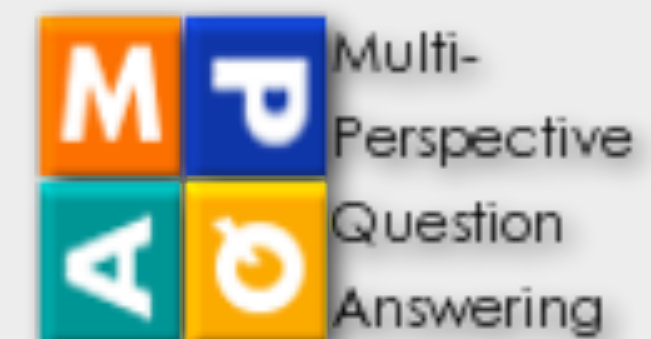 M P
A Q
Multi-
Perspective
Question
Answering